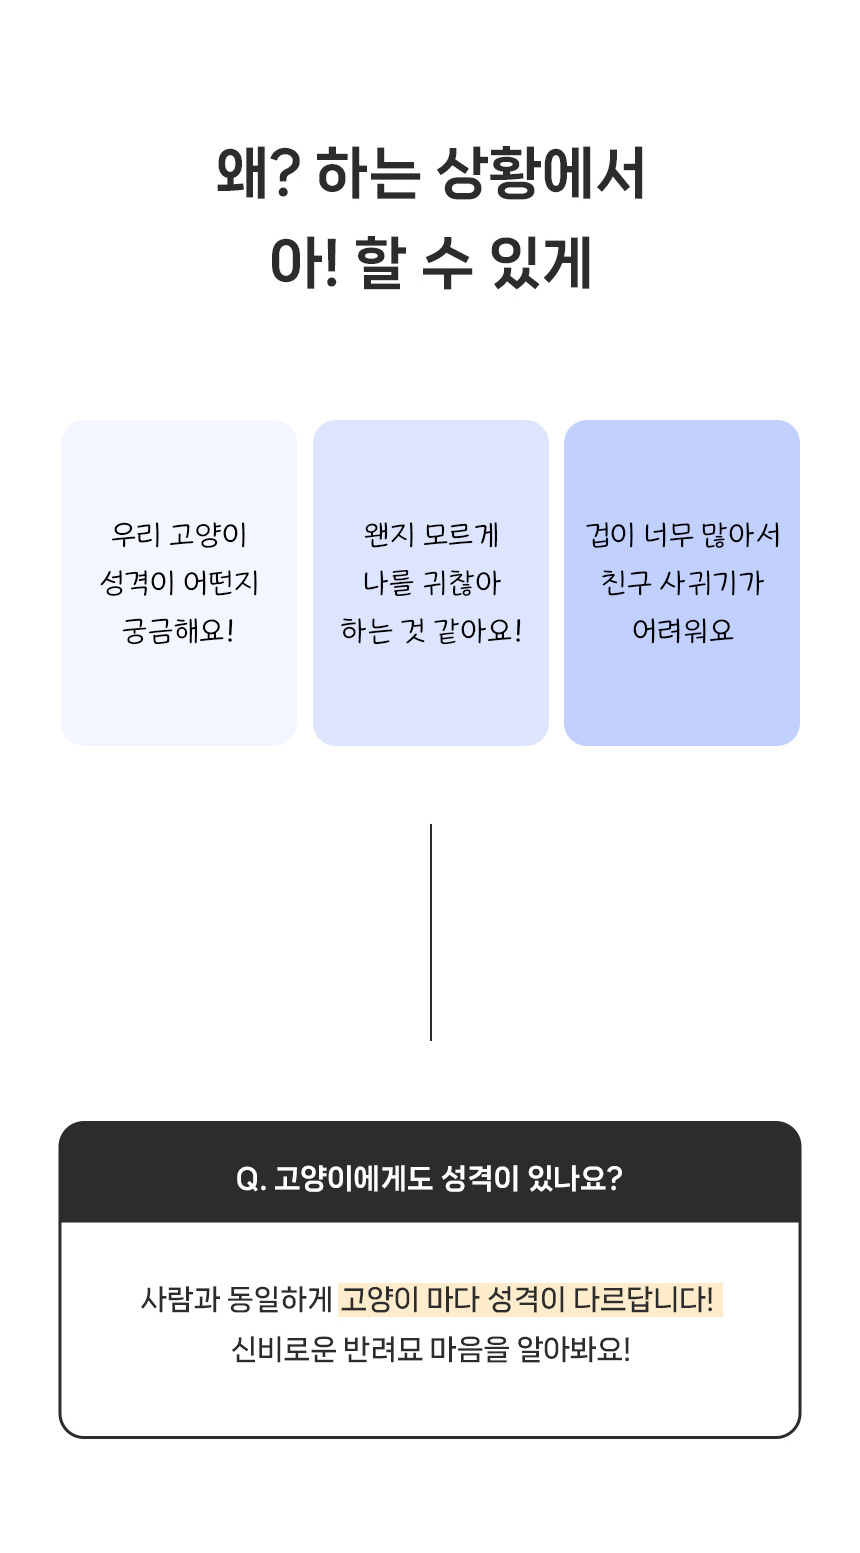 왜? 하는 상황에서
아! 할 수 있게
우리 고양이
성격이 어떤지
궁금해요!
왠지 모르게
나를 귀찮아
하는 것 같아요!
겁이 너무 많아서
친구 사귀기가
어려워요
Q. 고양이에게도 성격이 있나요?
사람과 동일하게 고양이 마다 성격이 다르답니다!
신비로운 반려묘 마음을 알아봐요!